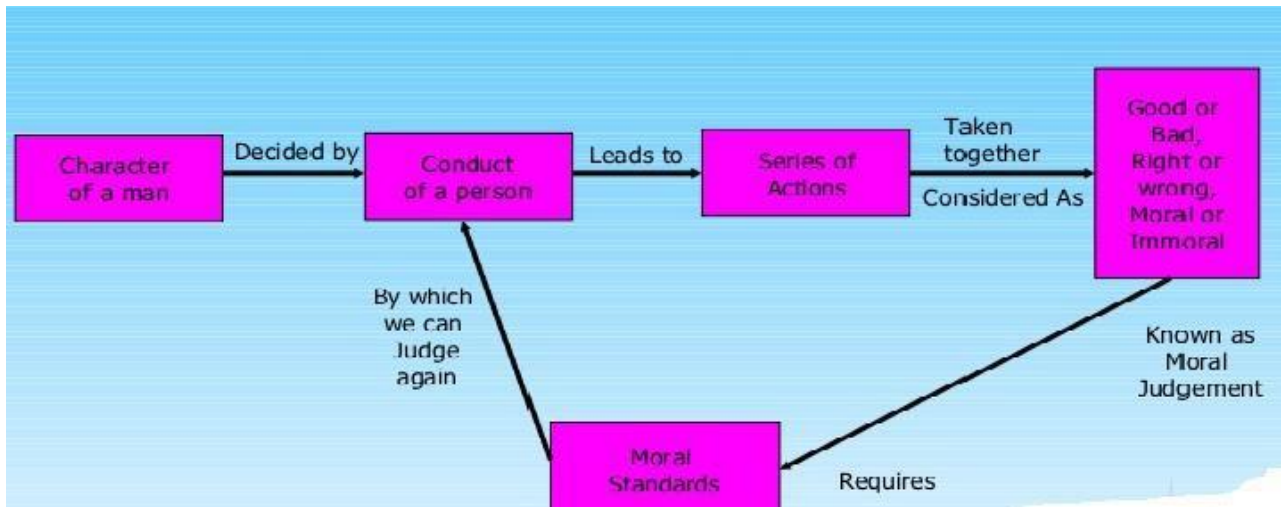 Character
of a man
Decided by
Conduct
of a person
Leads to
Series of
Actions
Taken
together
Considered As
Good or
Bad,
Right or
wrong,
Moral or
Immoral
Known as
Moral
Judgement
Requires
Moral
Standards
By which
we can
Judge
again